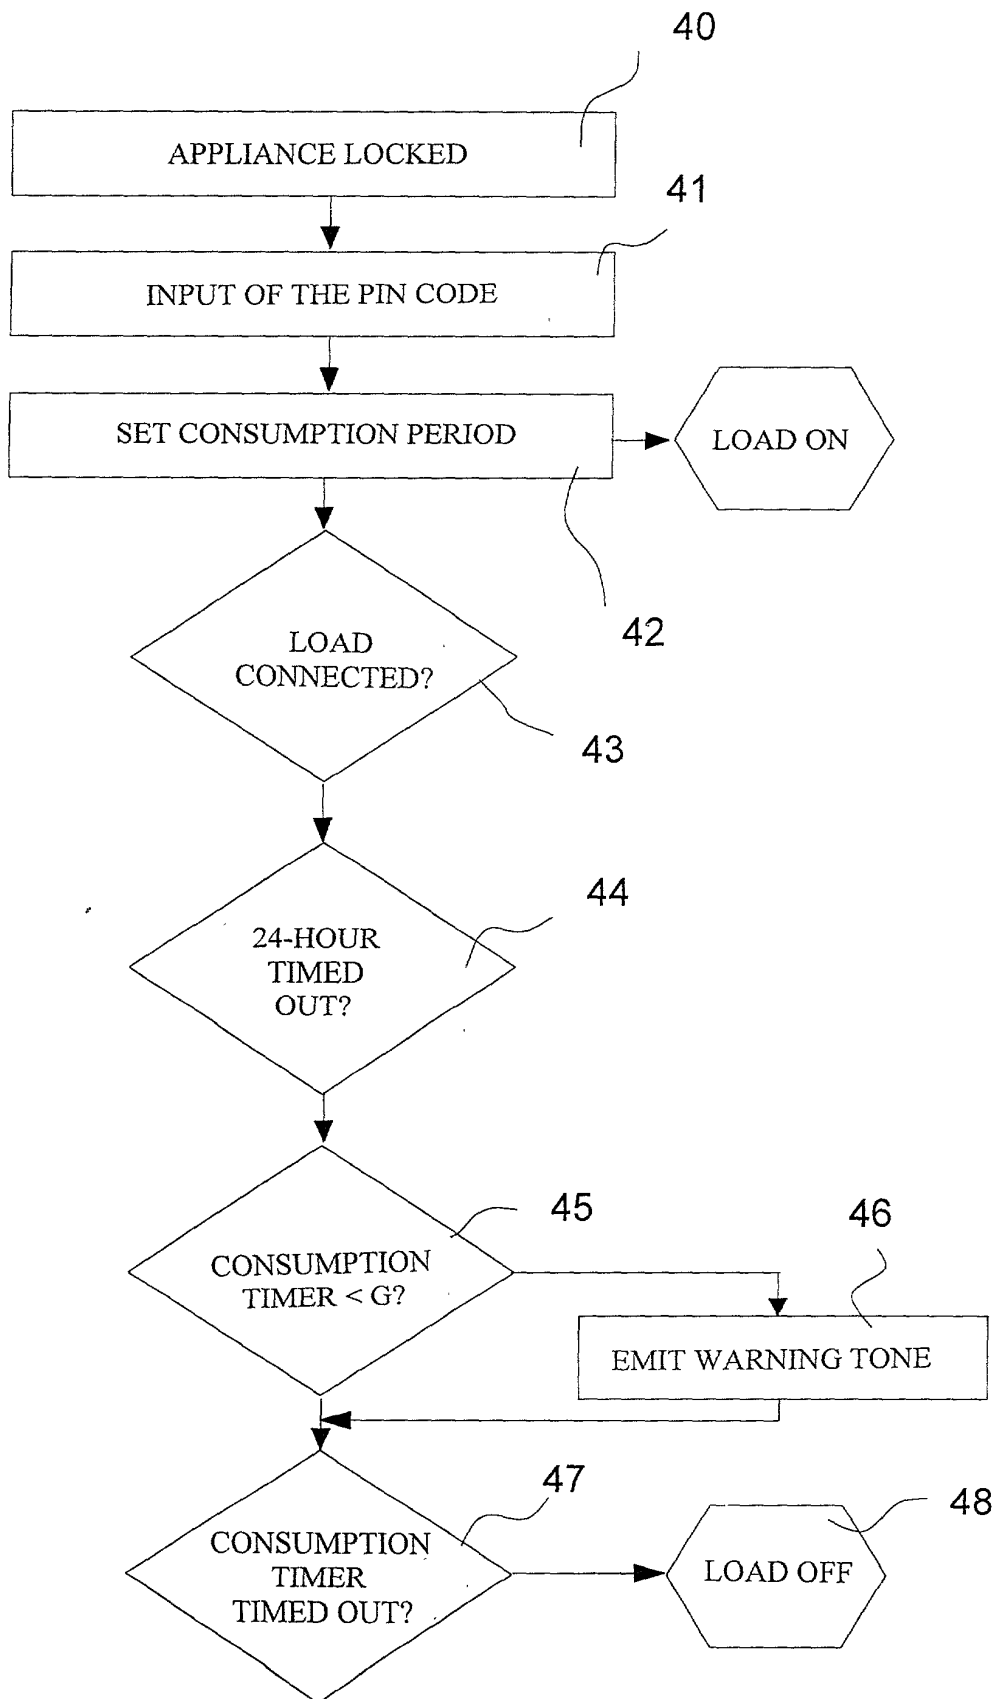 40
APPLIANCE LOCKED
41
INPUT OF THE PIN CODE
SET CONSUMPTION PERIOD
LOAD ON
42
LOAD
CONNECTED?
43
44
24-HOUR
TIMED
OUT?
45
46
CONSUMPTION
TIMER < G?
EMIT WARNING TONE
47
48
CONSUMPTION
TIMER
TIMED OUT?
LOAD OFF